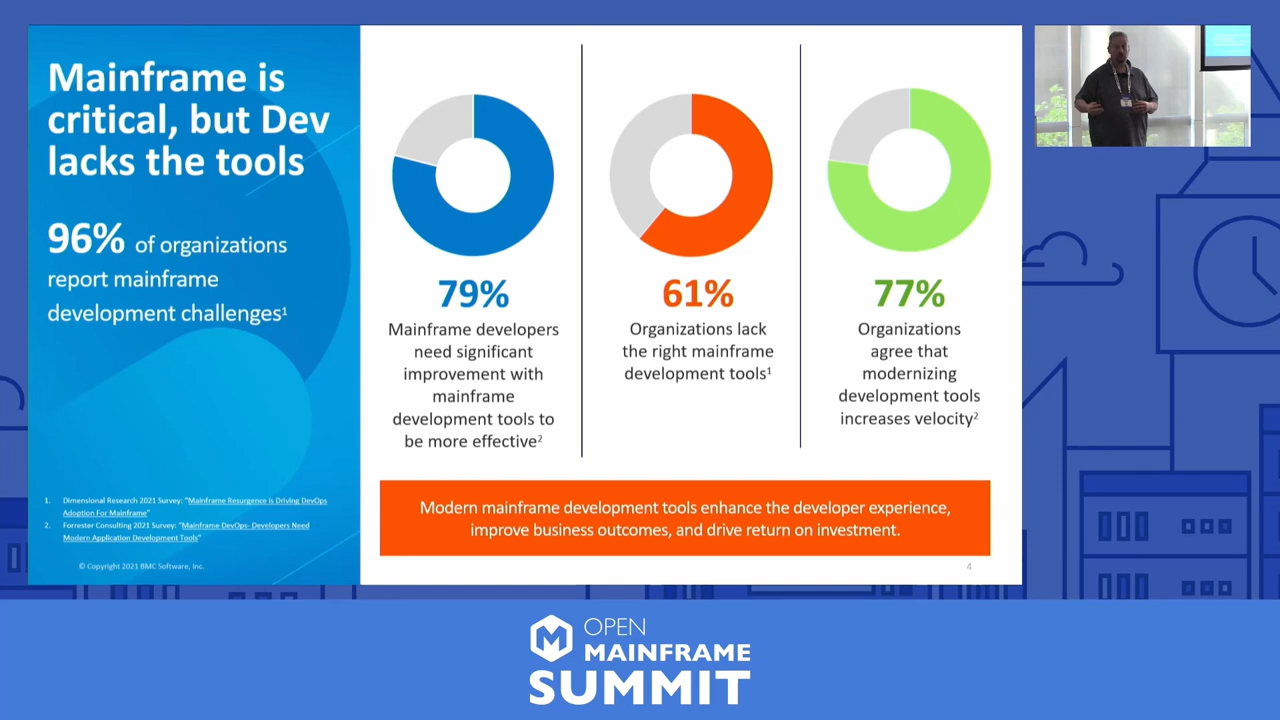 Mainframe is
critical, but Dev
lacks the tools
96% of organizations
report mainframe
development challenges¹
1. Dimensional Research 2021 Survey: "Mainframe Resurgence Is Driving DevOps
Adoption For Mainframe"
2. Forrester Consulting 2021 Survey: "Mainframe DevOps- Developers Need
Modern Application Development Tools"
© Copyright 2021 BMC Software, Inc.
79%
Mainframe developers
need significant
improvement with
mainframe
development tools to
be more effective²
61%
Organizations lack
the right mainframe
development tools¹
77%
Organizations
agree that
modernizing
development tools
increases velocity²
Modern mainframe development tools enhance the developer experience,
improve business outcomes, and drive return on investment.
4
OPEN
MAINFRAME
SUMMIT